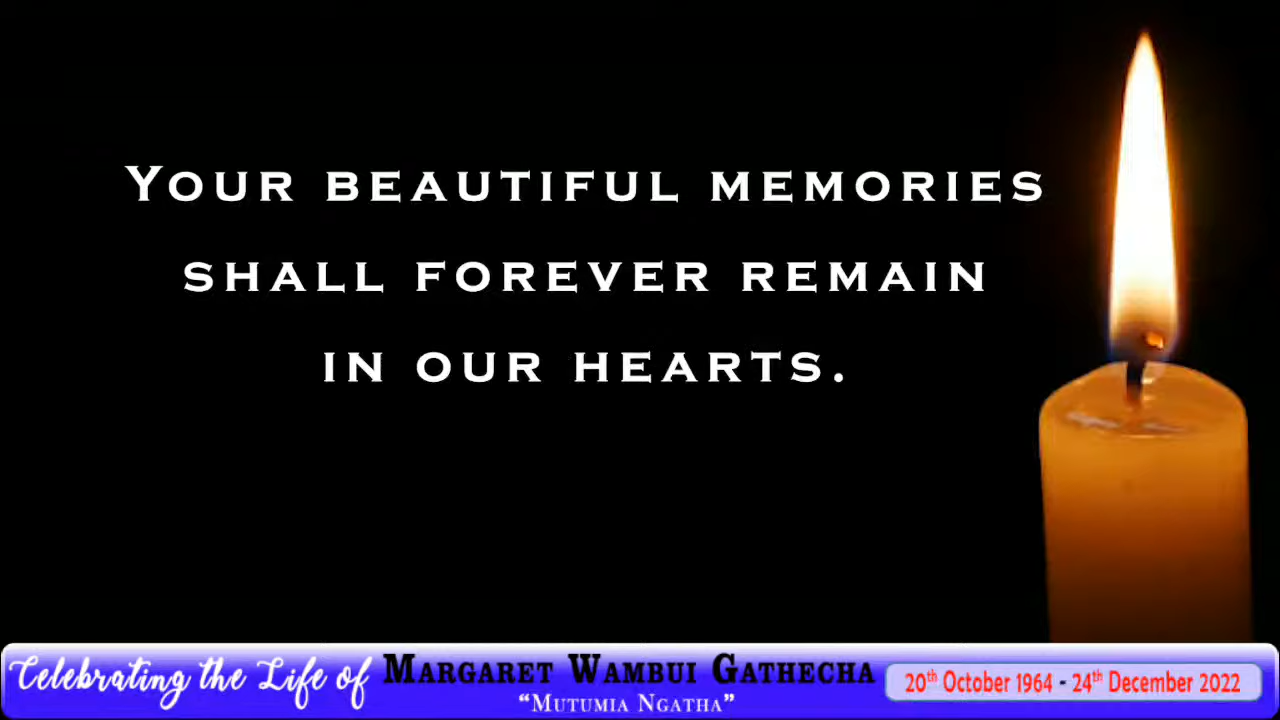 YOUR BEAUTIFUL MEMORIES
SHALL FOREVER REMAIN
IN OUR HEARTS.
Celebrating the Life of MARGARET WAMBUI GATHECHA 20th October 1964 - 24th December 2022
"MUTUMIA NGATHA"